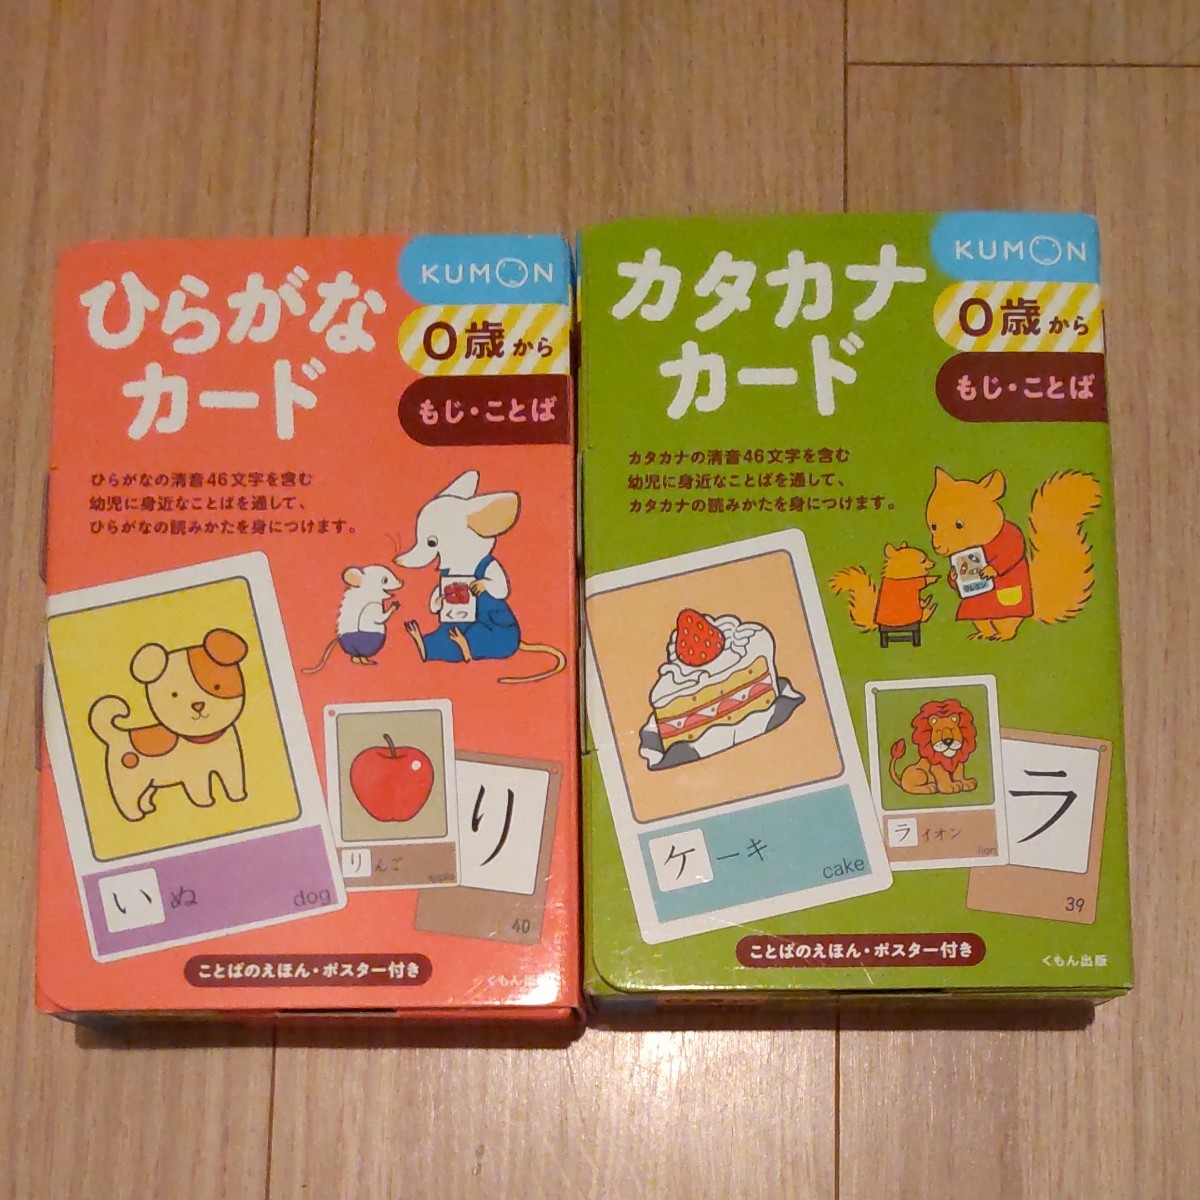 ひらがな
カード
KUMON
0歳から
もじ・ことば
ひらがなの清音46文字を含む
幼児に身近なことばを通して、
ひらがなの読みかたを身につけます。
くつ
いぬ
dog
りんご
apple
り
40
ことばのえほん・ポスター付き
くもん出版
カタカナ
カード
KUMON
0歳から
もじ・ことば
カタカナの清音46文字を含む
幼児に身近なことばを通して、
カタカナの読みかたを身につけます。
ケーキ
cake
ライオン
lion
ラ
39
ことばのえほん・ポスター付き
くもん出版